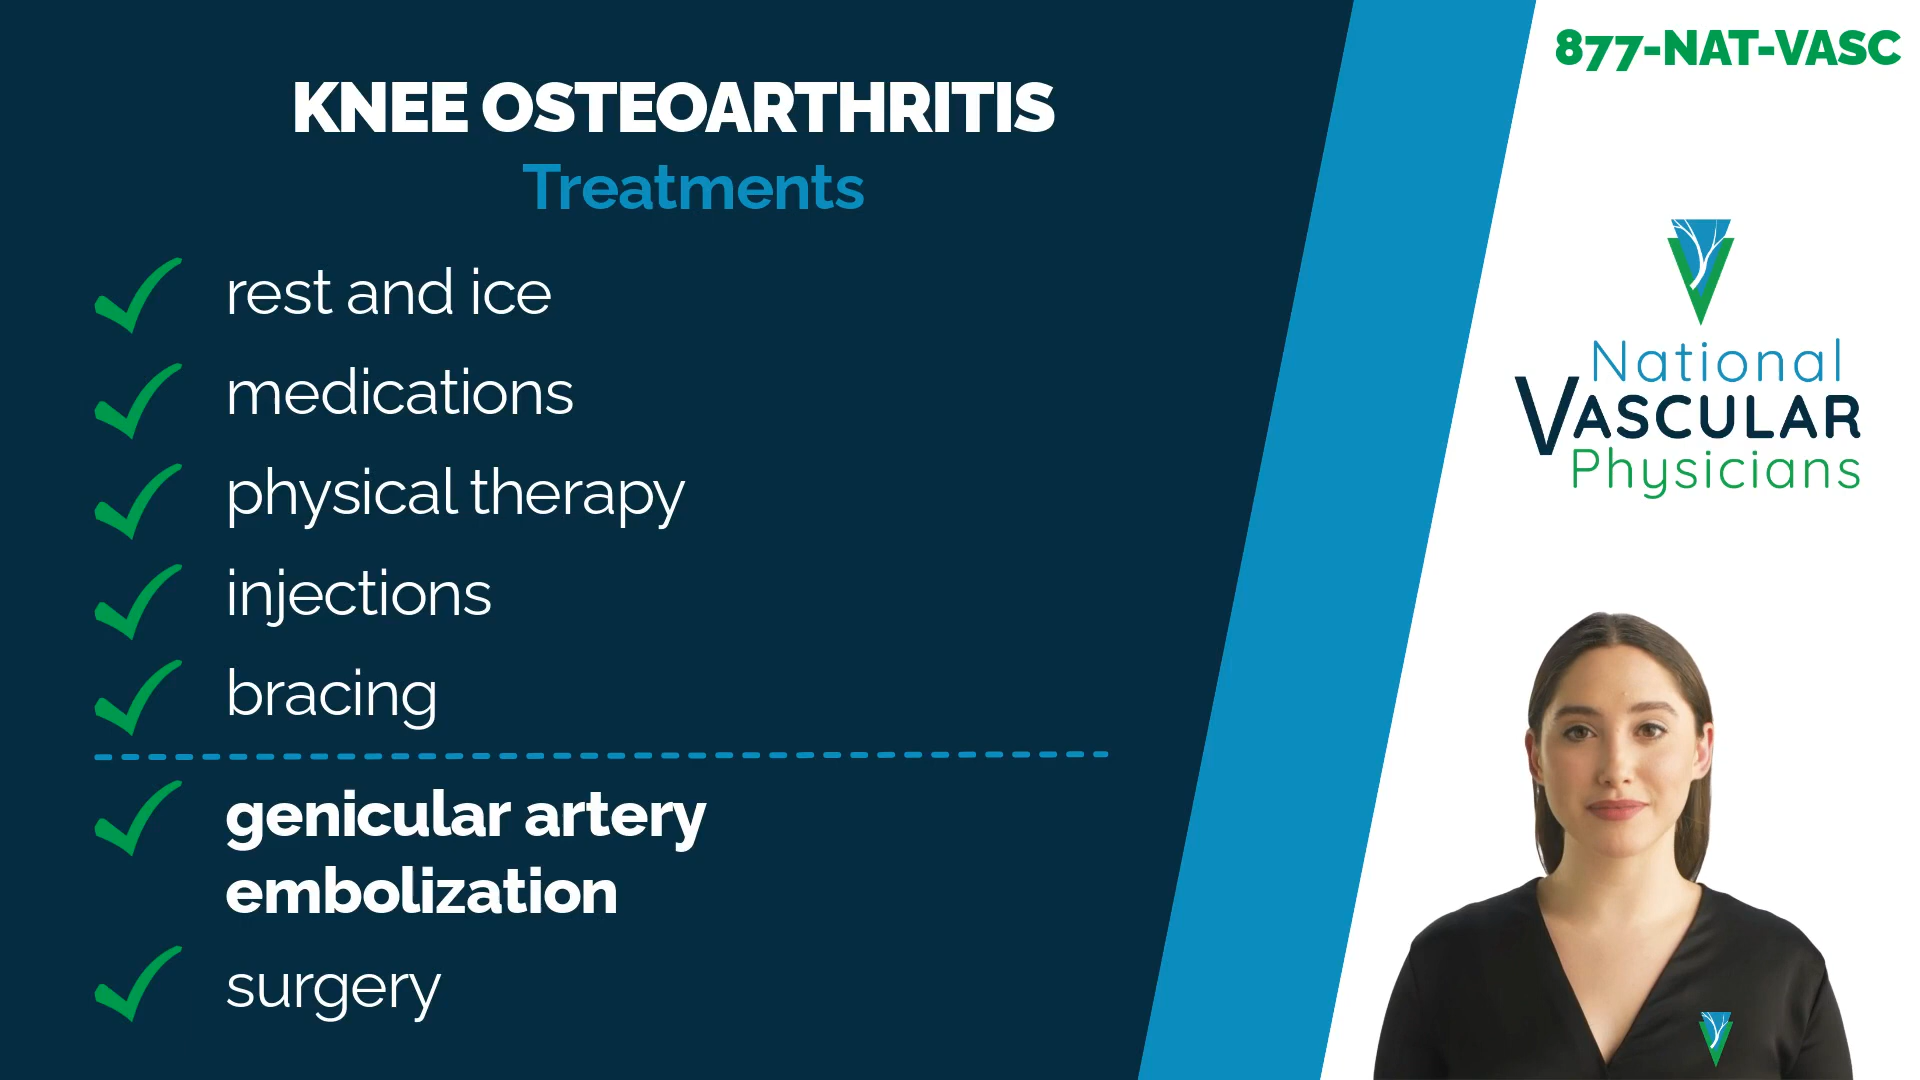 877-NAT-VASC
KNEE OSTEOARTHRITIS
Treatments
rest and ice
medications
physical therapy
injections
bracing
genicular artery
embolization
surgery
National
VASCULAR
Physicians